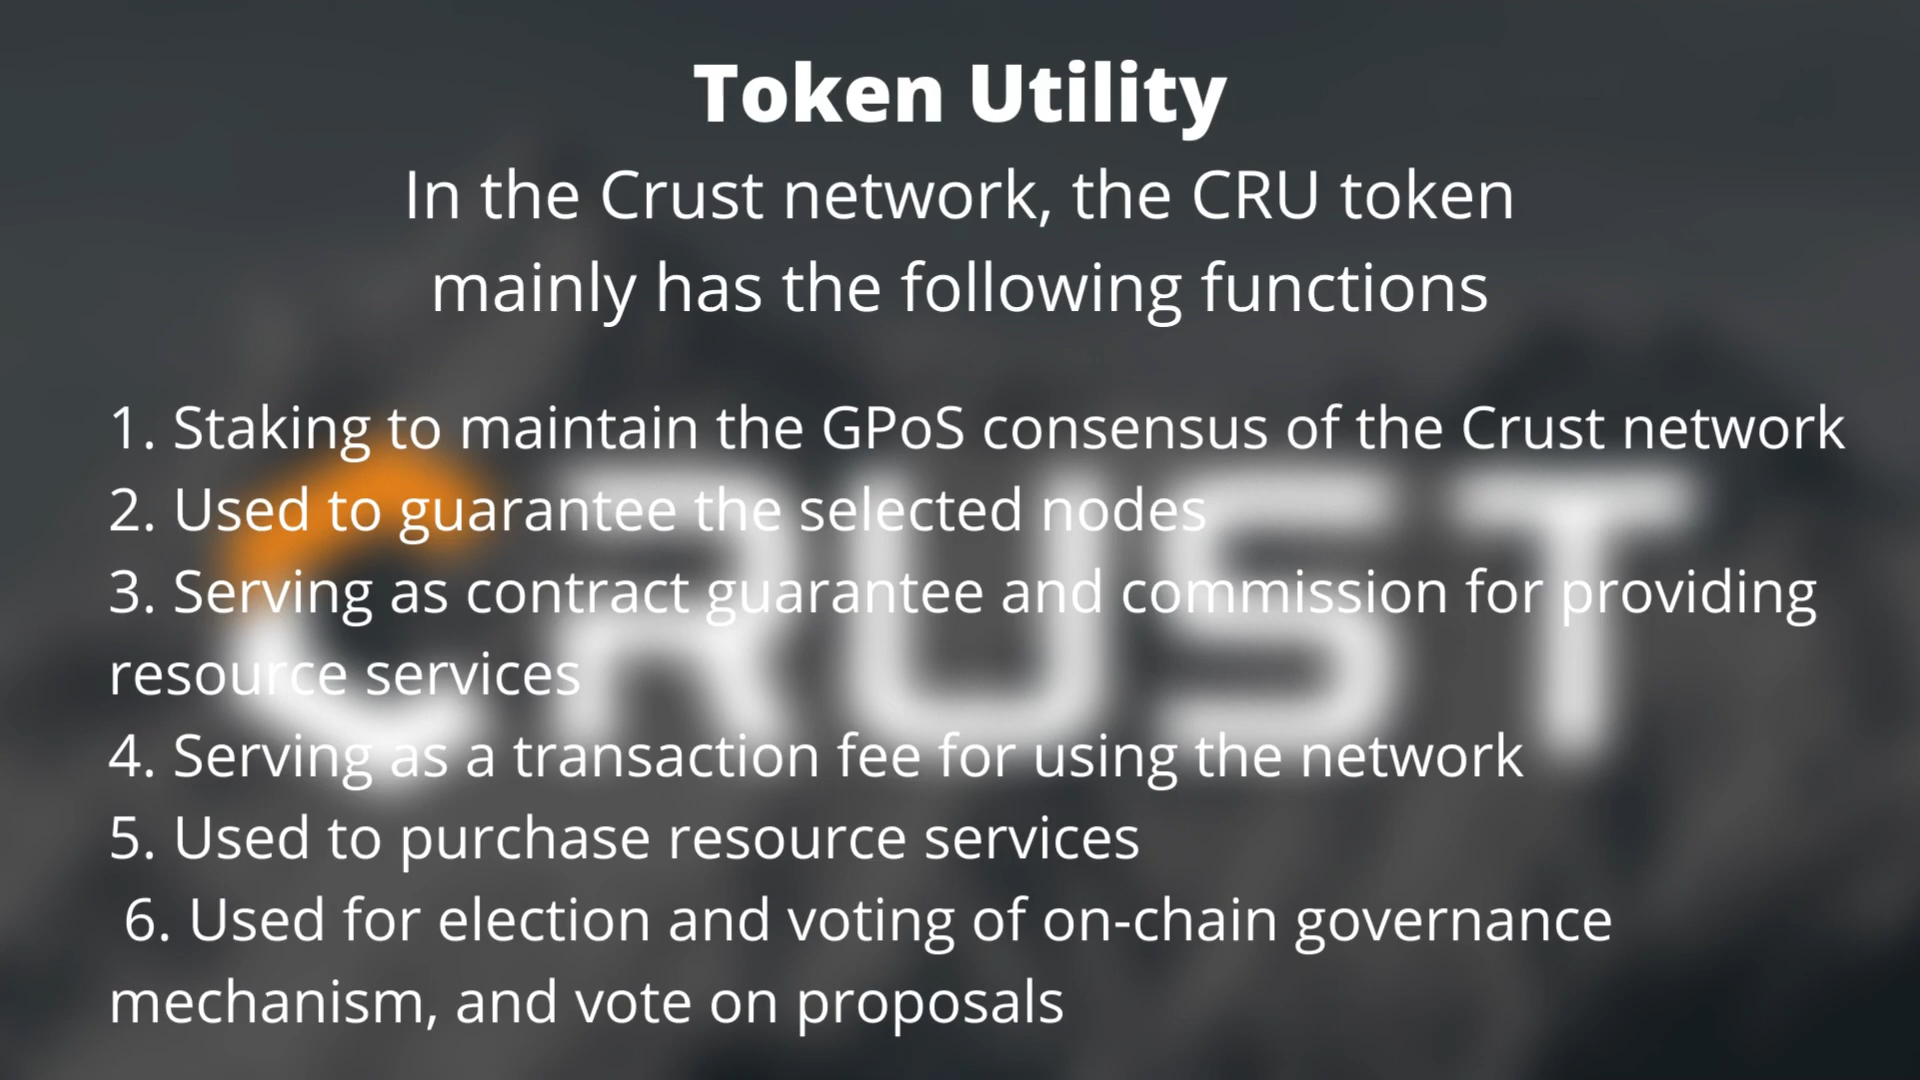 Token Utility
In the Crust network, the CRU token
mainly has the following functions
1. Staking to maintain the GPoS consensus of the Crust network
2. Used to guarantee the selected nodes
3. Serving as contract guarantee and commission for providing
resource services
4. Serving as a transaction fee for using the network
5. Used to purchase resource services
6. Used for election and voting of on-chain governance
mechanism, and vote on proposals
CRUST